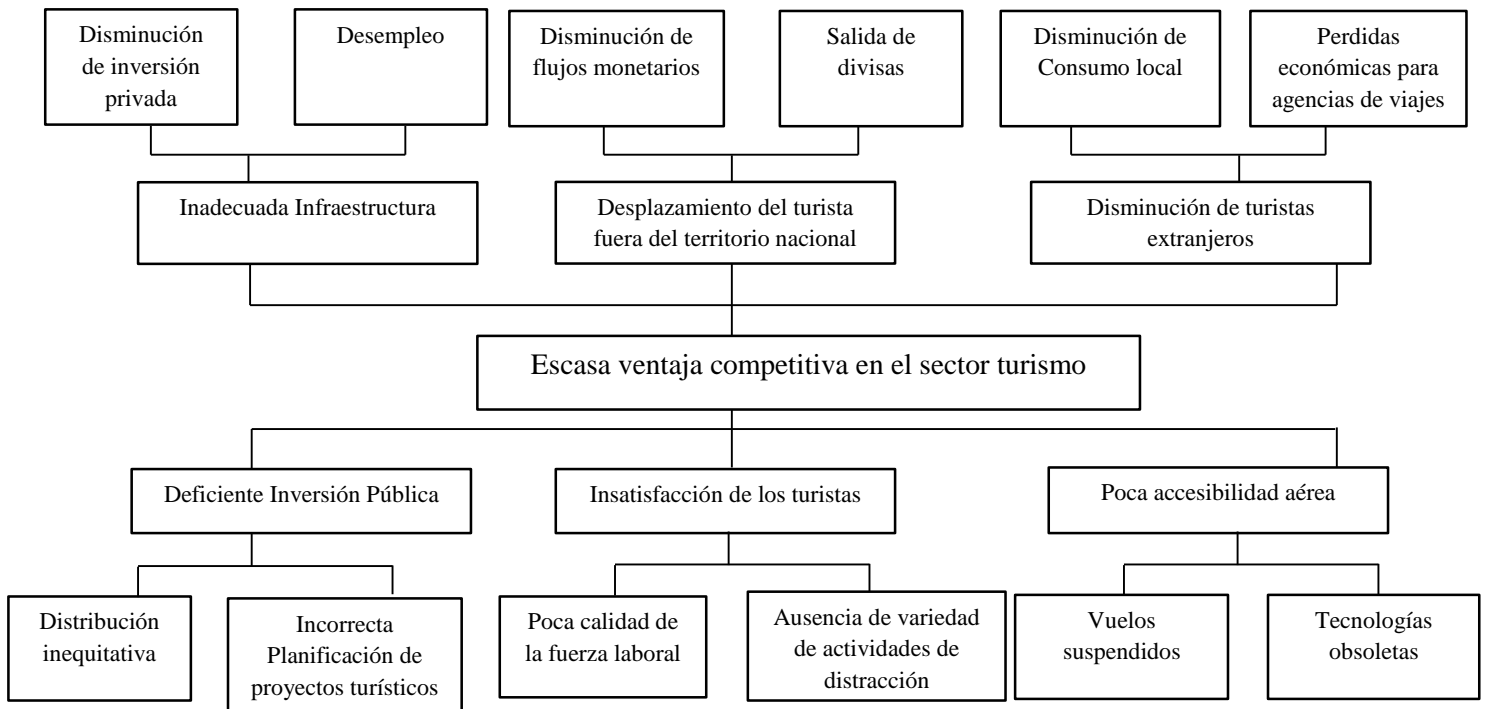 Disminución
de inversión
privada
Desempleo
Disminución de
flujos monetarios
Salida de
divisas
Disminución de
Consumo local
Perdidas
económicas para
agencias de viajes
Inadecuada Infraestructura
Desplazamiento del turista
fuera del territorio nacional
Disminución de turistas
extranjeros
Escasa ventaja competitiva en el sector turismo
Deficiente Inversión Pública
Insatisfacción de los turistas
Poca accesibilidad aérea
Distribución
inequitativa
Incorrecta
Planificación de
proyectos turísticos
Poca calidad de
la fuerza laboral
Ausencia de variedad
de actividades de
distracción
Vuelos
suspendidos
Tecnologías
obsoletas